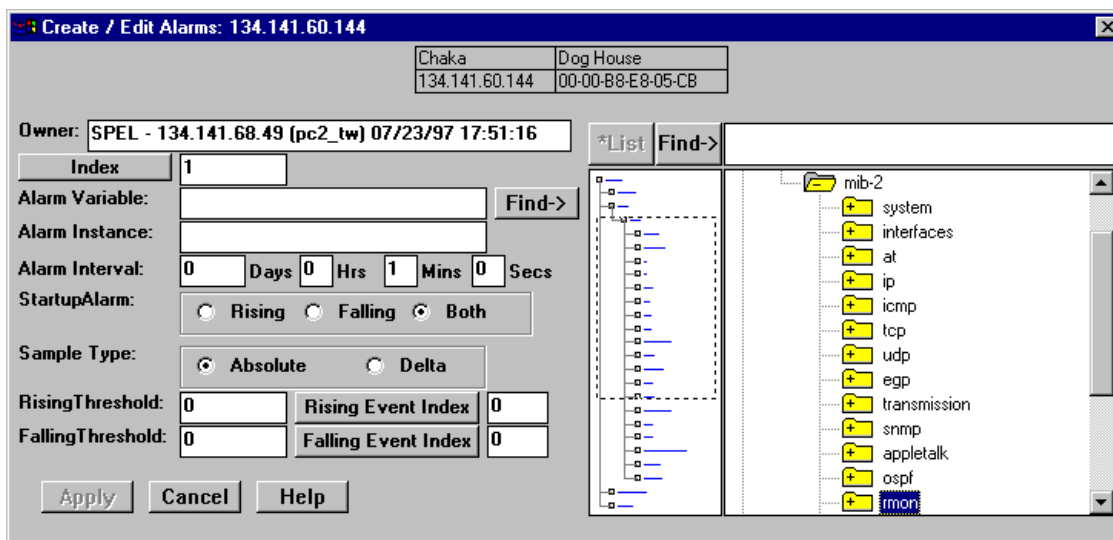 Create / Edit Alarms: 134.141.60.144
Chaka Dog House
134.141.60.144 00-00-B8-E8-05-CB
Owner: SPEL - 134.141.68.49 (pc2_tw) 07/23/97 17:51:16
Index 1
Alarm Variable: Find->
Alarm Instance:
Alarm Interval: 0 Days 0 Hrs 1 Mins 0 Secs
StartupAlarm: Rising Falling Both
Sample Type: Absolute Delta
RisingThreshold: 0 Rising Event Index 0
FallingThreshold: 0 Falling Event Index 0
Apply Cancel Help
*List Find->
mib-2
system
interfaces
at
ip
icmp
tcp
udp
egp
transmission
snmp
appletalk
ospf
rmon